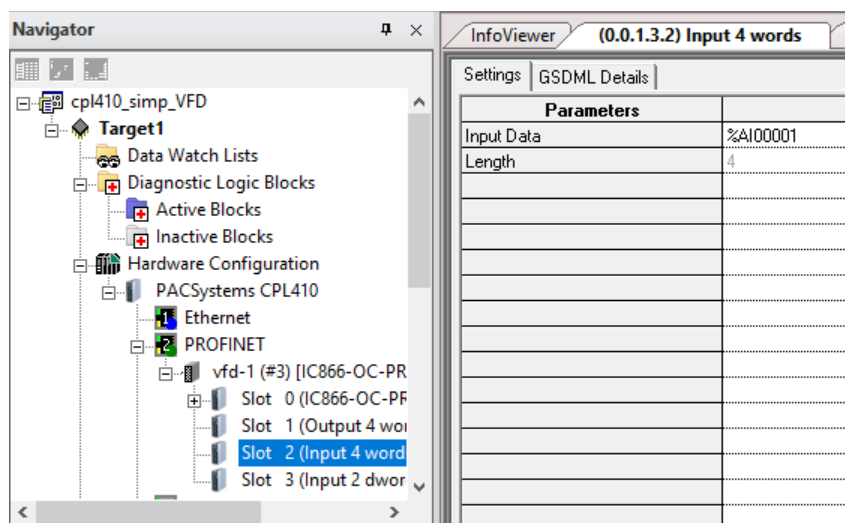 Navigator
InfoViewer
(0.0.1.3.2) Input 4 words
Settings
GSDML Details
cpl410_simp_VFD
Target1
Data Watch Lists
Diagnostic Logic Blocks
Active Blocks
Inactive Blocks
Hardware Configuration
PACSystems CPL410
1 Ethernet
2 PROFINET
vfd-1 (#3) [IC866-OC-PR
Slot 0 (IC866-OC-PR
Slot 1 (Output 4 wor
Slot 2 (Input 4 word
Slot 3 (Input 2 dwor
Parameters
Input Data %AI00001
Length 4